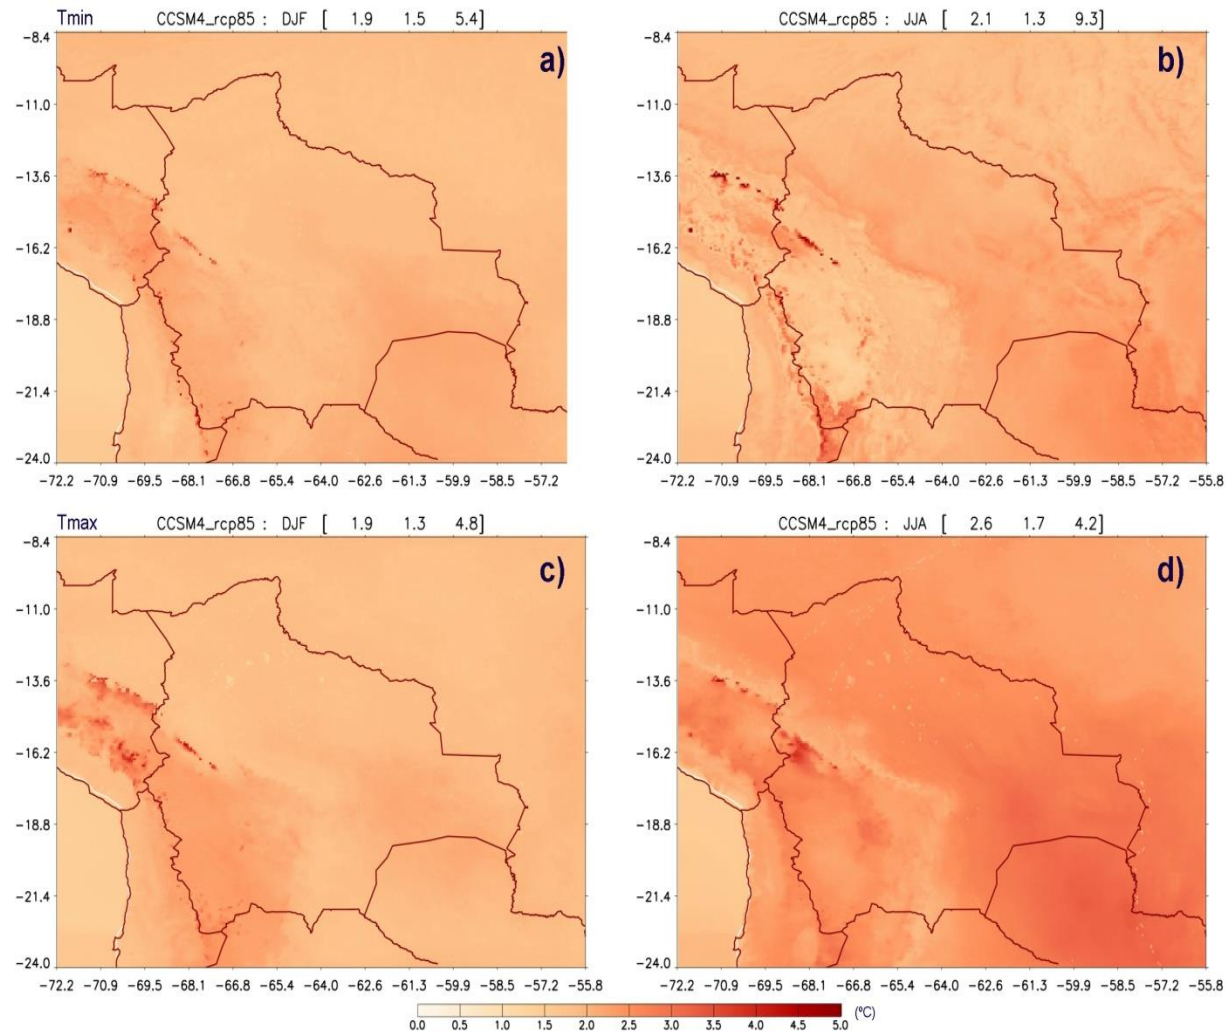 Tmin CCSM4_rcp85 : DJF [ 1.9 1.5 5.4] CCSM4_rcp85 : JJA [ 2.1 1.3 9.3]
a) b)
-8.4 -8.4
-11.0 -11.0
-13.6 -13.6
-16.2 -16.2
-18.8 -18.8
-21.4 -21.4
-24.0 -24.0
-72.2 -70.9 -69.5 -68.1 -66.8 -65.4 -64.0 -62.6 -61.3 -59.9 -58.5 -57.2 -72.2 -70.9 -69.5 -68.1 -66.8 -65.4 -64.0 -62.6 -61.3 -59.9 -58.5 -57.2 -55.8
Tmax CCSM4_rcp85 : DJF [ 1.9 1.3 4.8] CCSM4_rcp85 : JJA [ 2.6 1.7 4.2]
c) d)
-8.4 -8.4
-11.0 -11.0
-13.6 -13.6
-16.2 -16.2
-18.8 -18.8
-21.4 -21.4
-24.0 -24.0
-72.2 -70.9 -69.5 -68.1 -66.8 -65.4 -64.0 -62.6 -61.3 -59.9 -58.5 -57.2 -55.8 -72.2 -70.9 -69.5 -68.1 -66.8 -65.4 -64.0 -62.6 -61.3 -59.9 -58.5 -57.2 -55.8
(ºC)
0.0 0.5 1.0 1.5 2.0 2.5 3.0 3.5 4.0 4.5 5.0